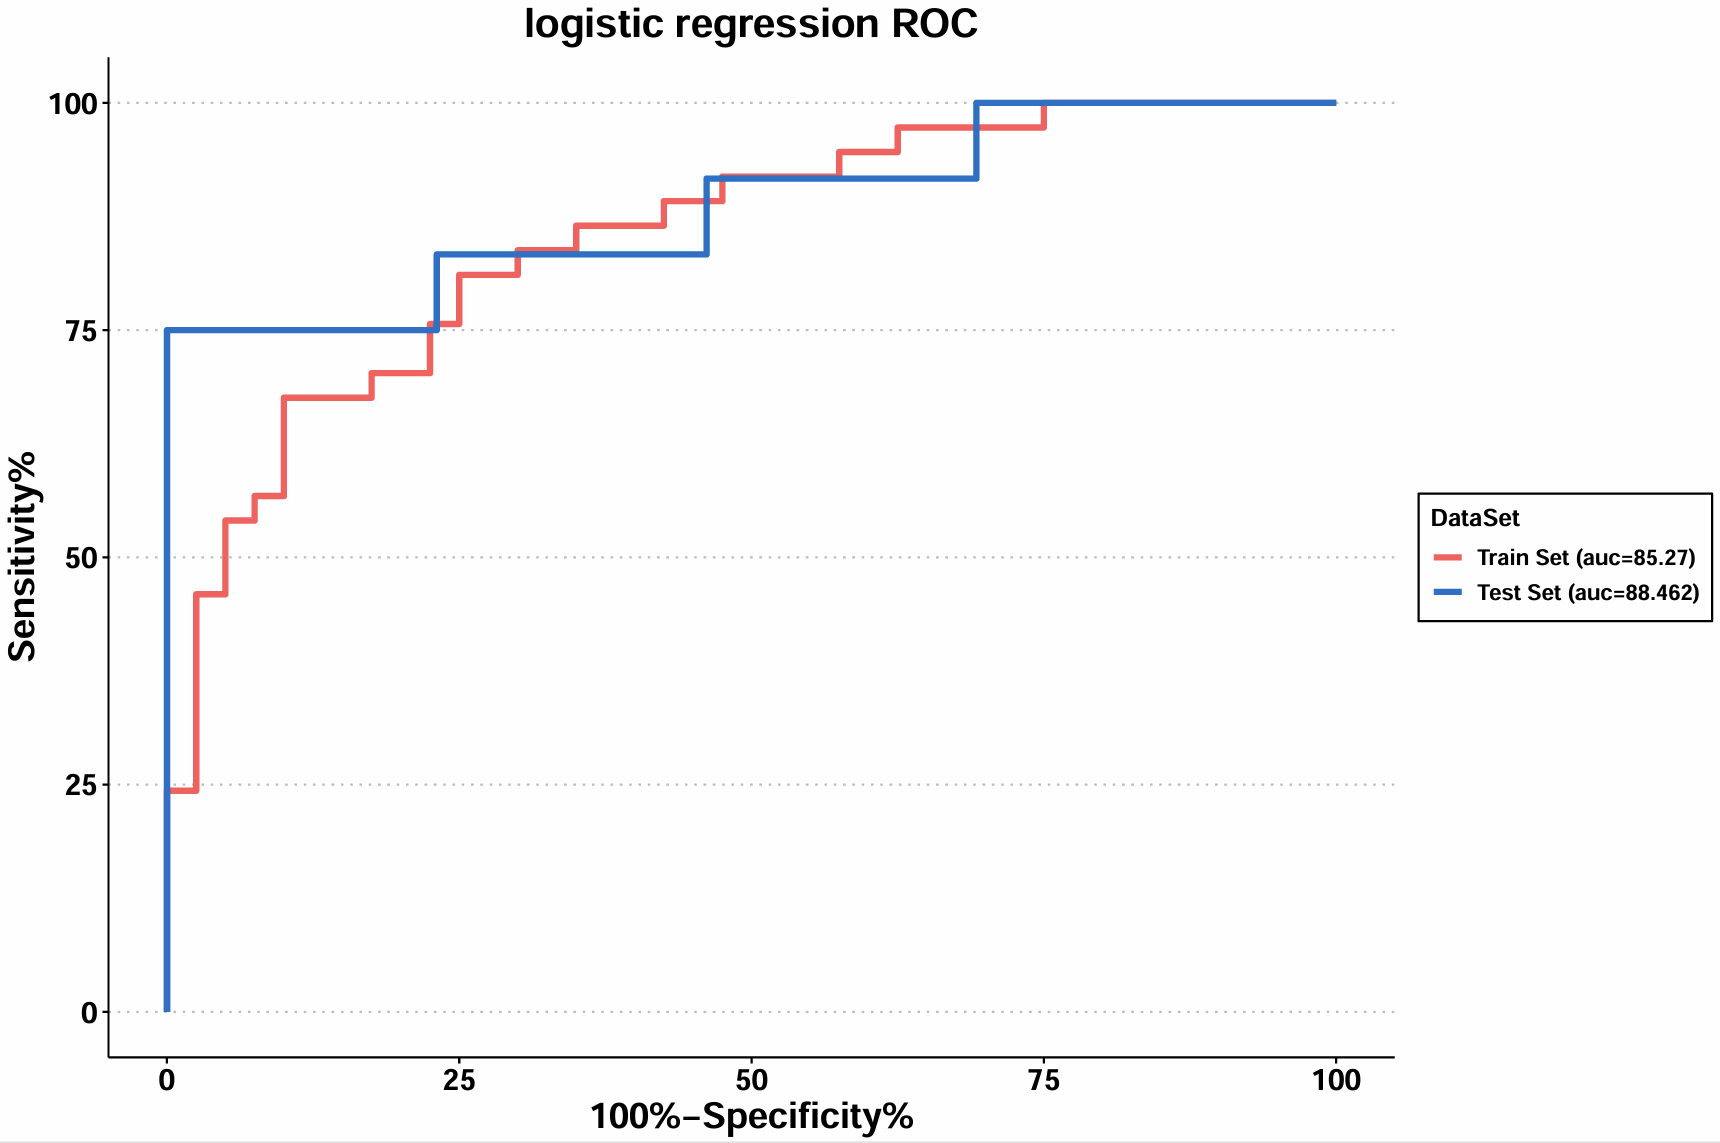 logistic regression ROC
100
75
50
25
0
Sensitivity%
0 25 50 75 100
100%−Specificity%
DataSet
Train Set (auc=85.27)
Test Set (auc=88.462)